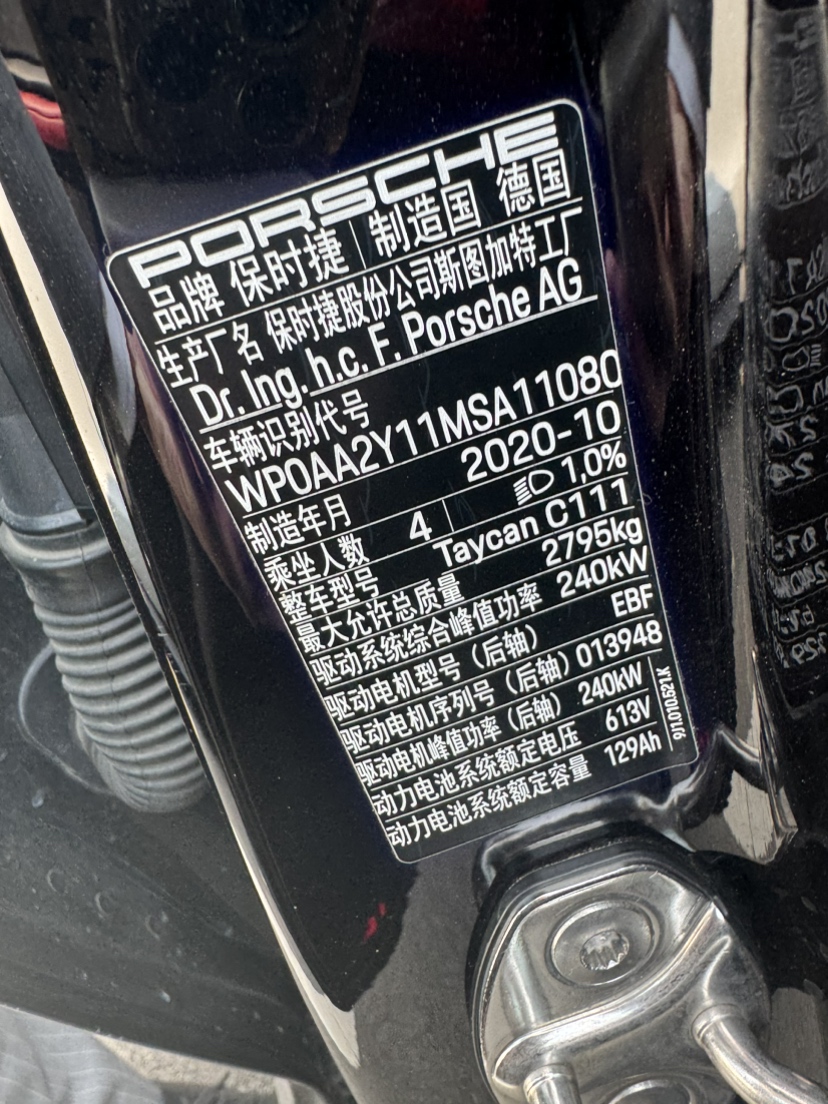 PORSCHE
品牌 保时捷 制造国 德国
生产厂名 保时捷股份公司斯图加特工厂
Dr. Ing. h.c. F. Porsche AG
车辆识别代号
WP0AA2Y11MSA11080
制造年月 2020-10
乘坐人数 4 1,0%
整车型号 Taycan C111
最大允许总质量 2795kg
驱动系统综合峰值功率 240kW
驱动电机型号（后轴） EBF
驱动电机序列号（后轴） 013948
驱动电机峰值功率（后轴） 240kW
动力电池系统额定电压 613V
动力电池系统额定容量 129Ah